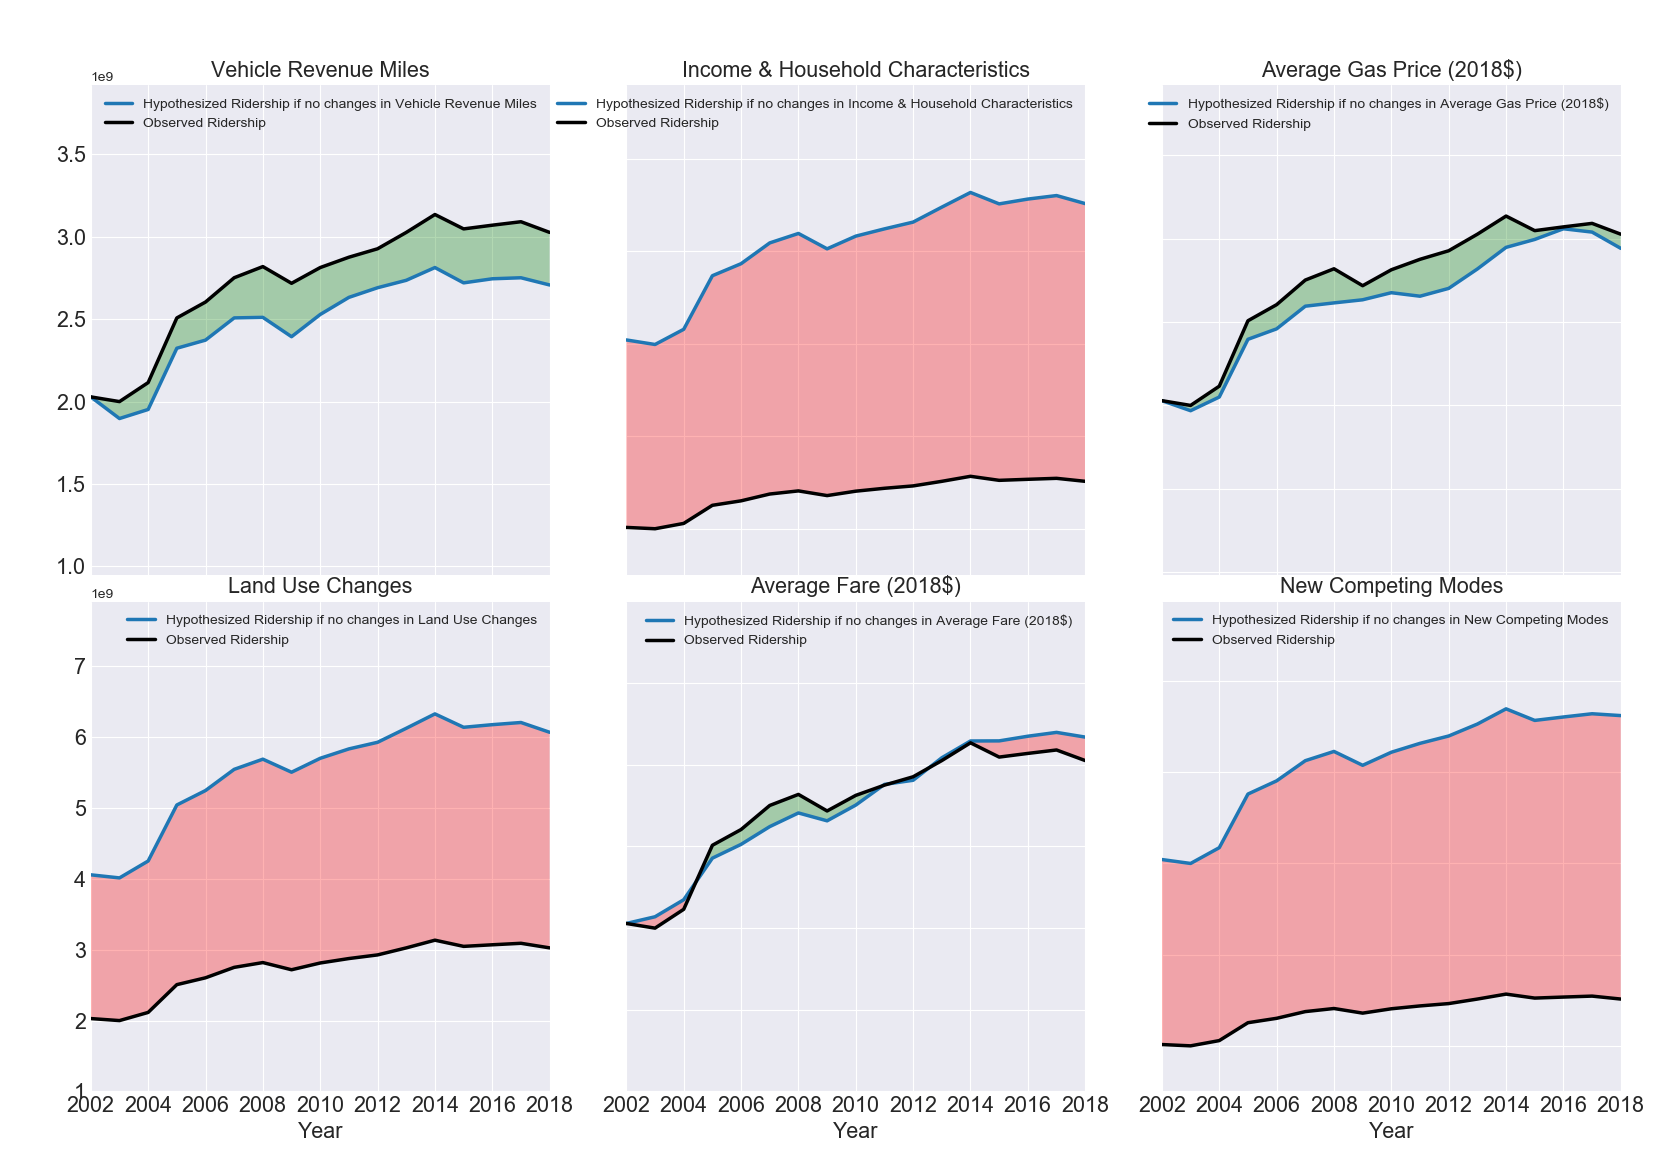 Vehicle Revenue Miles
1e9
Hypothesized Ridership if no changes in Vehicle Revenue Miles
Observed Ridership
3.5
3.0
2.5
2.0
1.5
1.0
Income & Household Characteristics
Hypothesized Ridership if no changes in Income & Household Characteristics
Observed Ridership
Average Gas Price (2018$)
Hypothesized Ridership if no changes in Average Gas Price (2018$)
Observed Ridership
Land Use Changes
1e9
Hypothesized Ridership if no changes in Land Use Changes
Observed Ridership
7
6
5
4
3
2
1
2002 2004 2006 2008 2010 2012 2014 2016 2018
Year
Average Fare (2018$)
Hypothesized Ridership if no changes in Average Fare (2018$)
Observed Ridership
2002 2004 2006 2008 2010 2012 2014 2016 2018
Year
New Competing Modes
Hypothesized Ridership if no changes in New Competing Modes
Observed Ridership
2002 2004 2006 2008 2010 2012 2014 2016 2018
Year